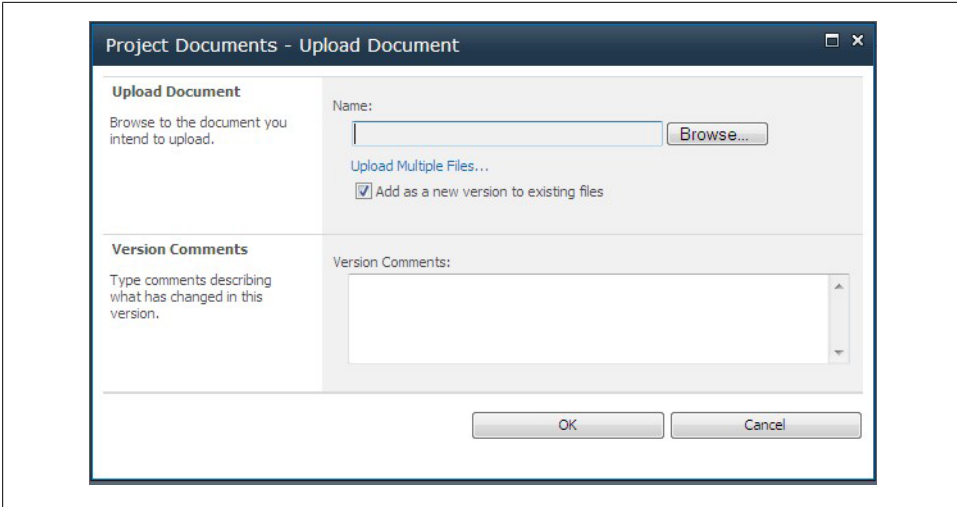 Project Documents - Upload Document
Upload Document
Browse to the document you
intend to upload.
Name:
Browse...
Upload Multiple Files...
Add as a new version to existing files
Version Comments
Type comments describing
what has changed in this
version.
Version Comments:
OK
Cancel